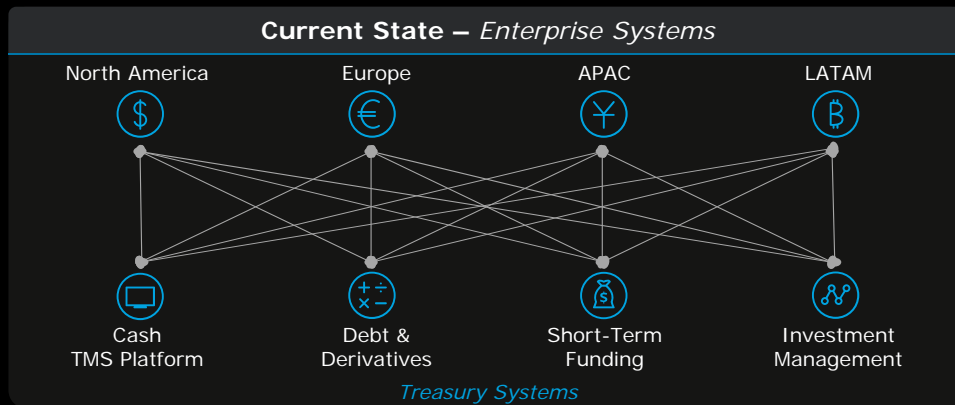 Current State – Enterprise Systems
North America
Europe
APAC
LATAM
$
€
¥
₿
$
Cash
TMS Platform
Debt &
Derivatives
Short-Term
Funding
Investment
Management
Treasury Systems